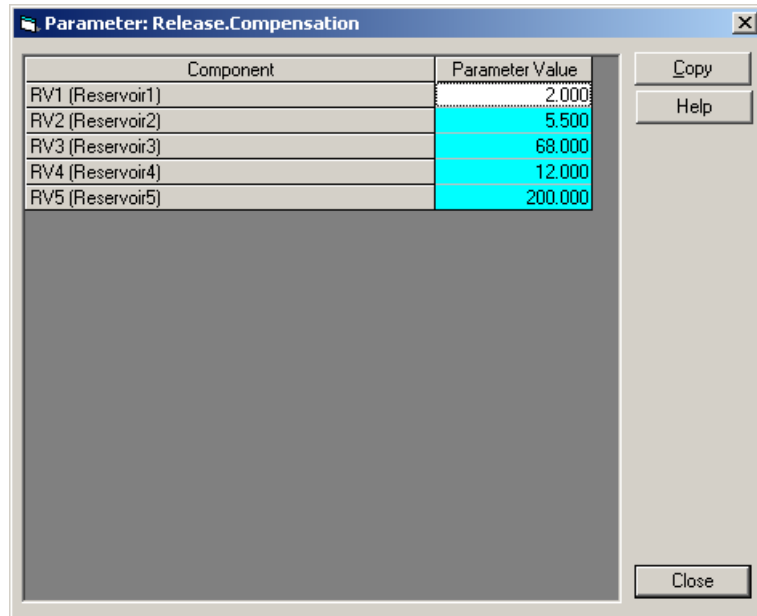 Parameter: Release.Compensation
Component Parameter Value
RV1 (Reservoir1) 2.000
RV2 (Reservoir2) 5.500
RV3 (Reservoir3) 68.000
RV4 (Reservoir4) 12.000
RV5 (Reservoir5) 200.000
Copy
Help
Close